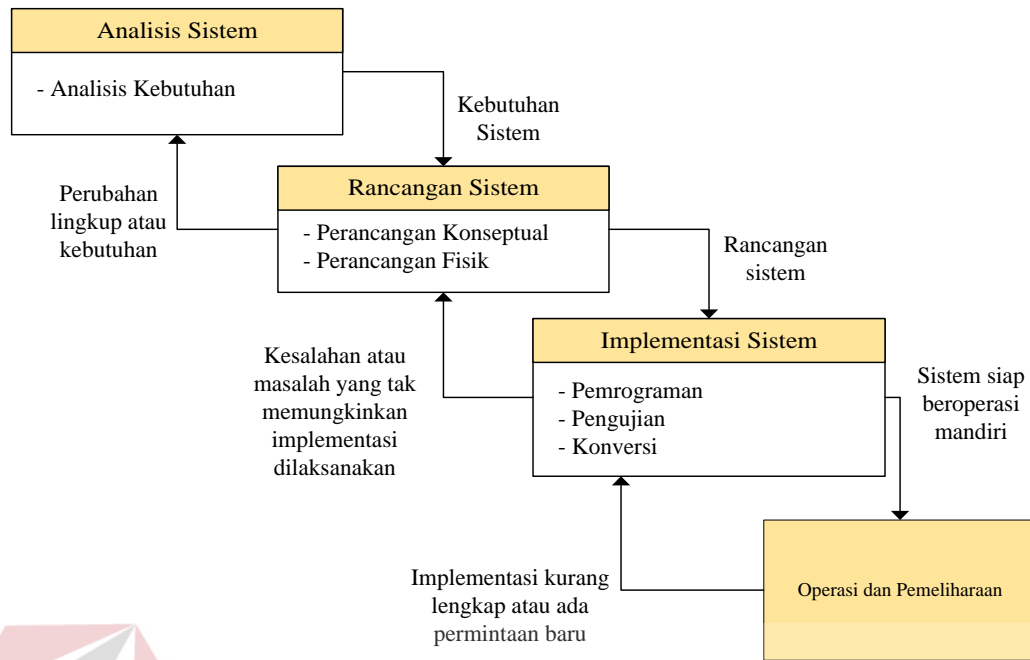 Analisis Sistem
- Analisis Kebutuhan
Kebutuhan
Sistem
Perubahan
lingkup atau
kebutuhan
Rancangan Sistem
- Perancangan Konseptual
- Perancangan Fisik
Rancangan
sistem
Kesalahan atau
masalah yang tak
memungkinkan
implementasi
dilaksanakan
Implementasi Sistem
- Pemrograman
- Pengujian
- Konversi
Sistem siap
beroperasi
mandiri
Implementasi kurang
lengkap atau ada
permintaan baru
Operasi dan Pemeliharaan